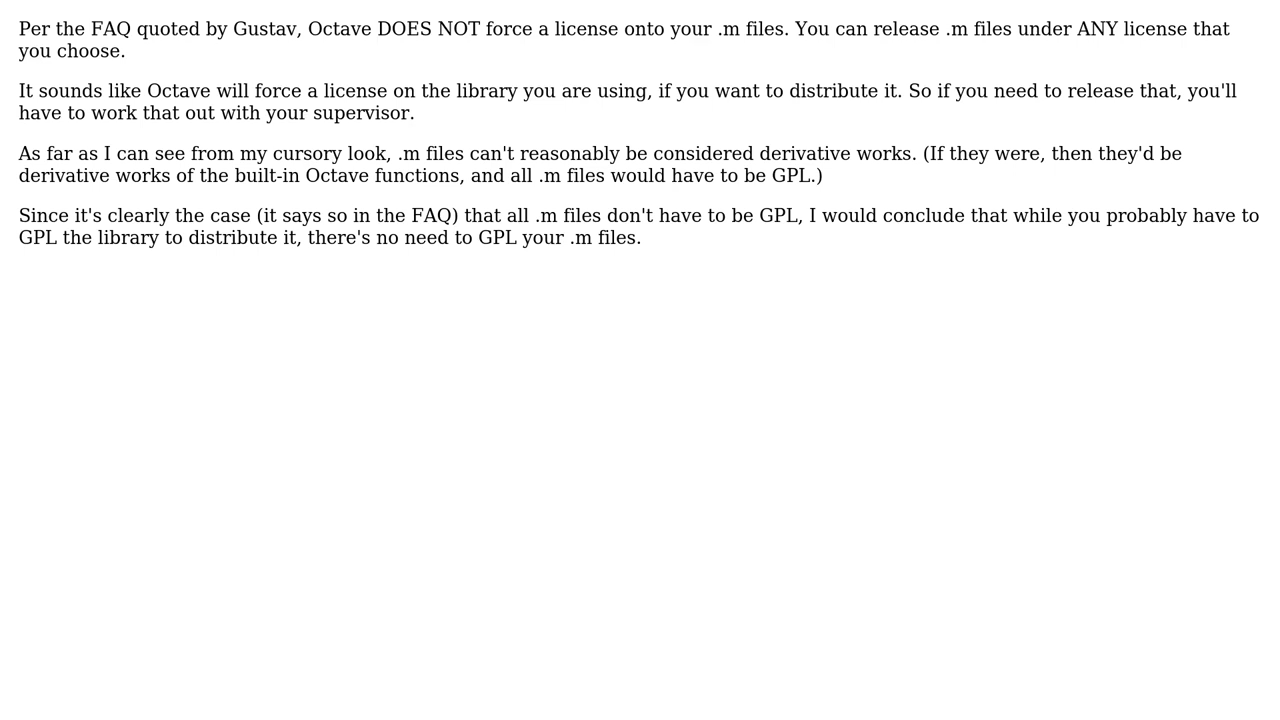 Per the FAQ quoted by Gustav, Octave DOES NOT force a license onto your .m files. You can release .m files under ANY license that
you choose.
It sounds like Octave will force a license on the library you are using, if you want to distribute it. So if you need to release that, you'll
have to work that out with your supervisor.
As far as I can see from my cursory look, .m files can't reasonably be considered derivative works. (If they were, then they'd be
derivative works of the built-in Octave functions, and all .m files would have to be GPL.)
Since it's clearly the case (it says so in the FAQ) that all .m files don't have to be GPL, I would conclude that while you probably have to
GPL the library to distribute it, there's no need to GPL your .m files.